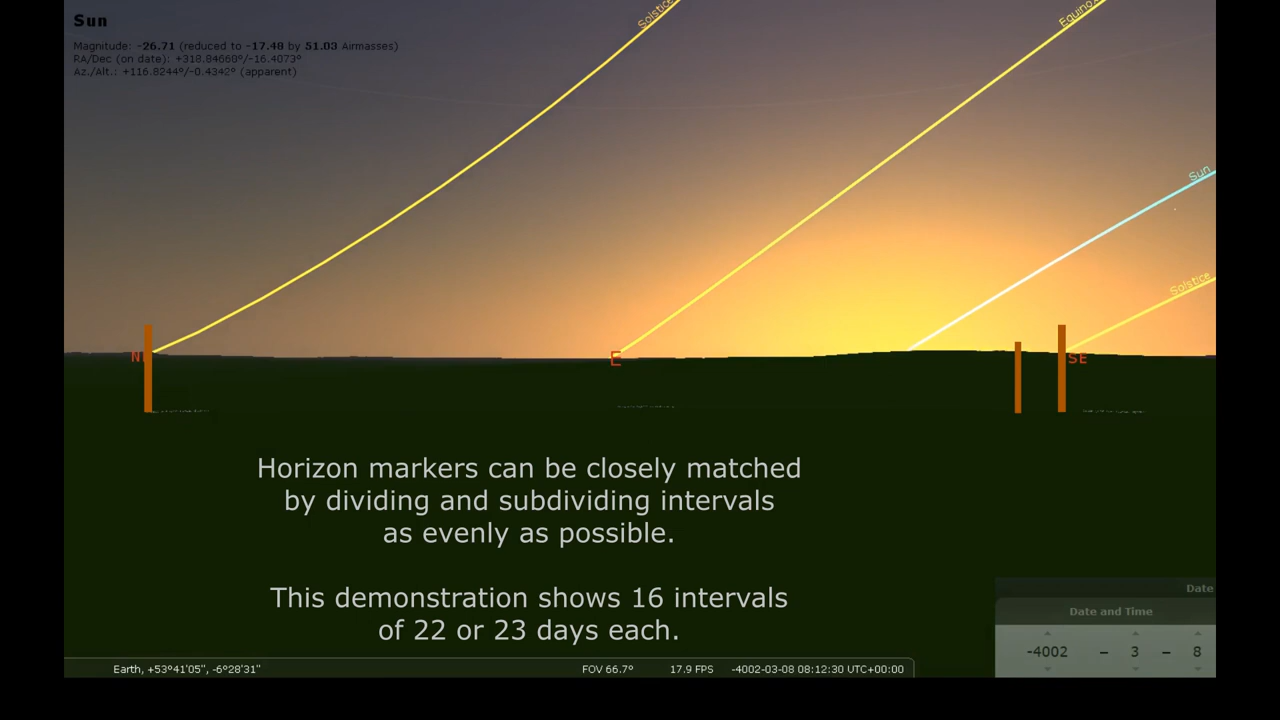 Sun
Magnitude: -26.71 (reduced to -17.48 by 51.03 Airmasses)
RA/Dec (on date): +318.84668°/-16.4073°
Az./Alt.: +116.8244°/-0.4342° (apparent)
Solstice
Equinox
Sun
Solstice
N
E
SE
Horizon markers can be closely matched
by dividing and subdividing intervals
as evenly as possible.
This demonstration shows 16 intervals
of 22 or 23 days each.
Date
Date and Time
-4002 – 3 – 8
Earth, +53°41'05", -6°28'31" FOV 66.7° 17.9 FPS -4002-03-08 08:12:30 UTC+00:00